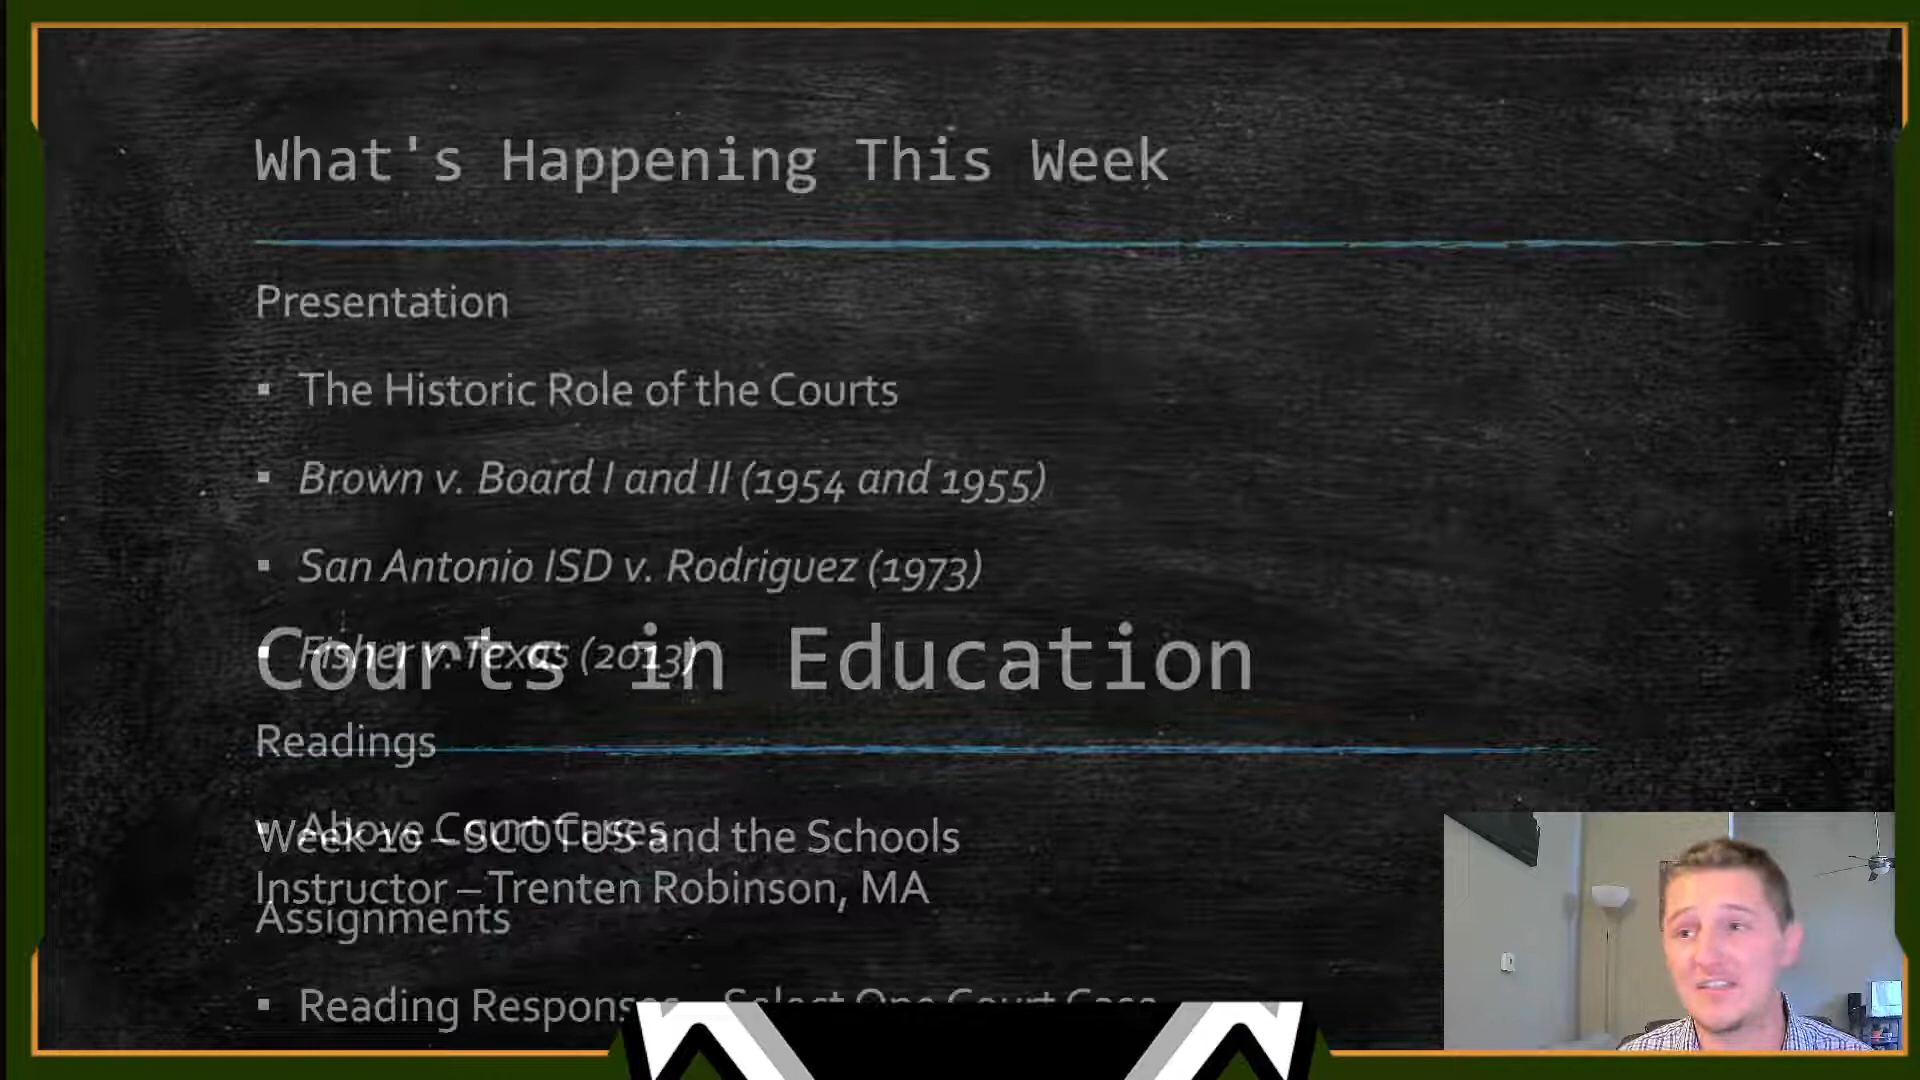 What's Happening This Week
Presentation
▪ The Historic Role of the Courts
▪ Brown v. Board I and II (1954 and 1955)
▪ San Antonio ISD v. Rodriguez (1973)
▪ Fisher v. Texas (2013)
Courts in Education
Readings
▪ Above Court Cases
Week 16 – SCOTUS and the Schools
Instructor – Trenten Robinson, MA
Assignments
▪ Reading Responses – Select One Court Case